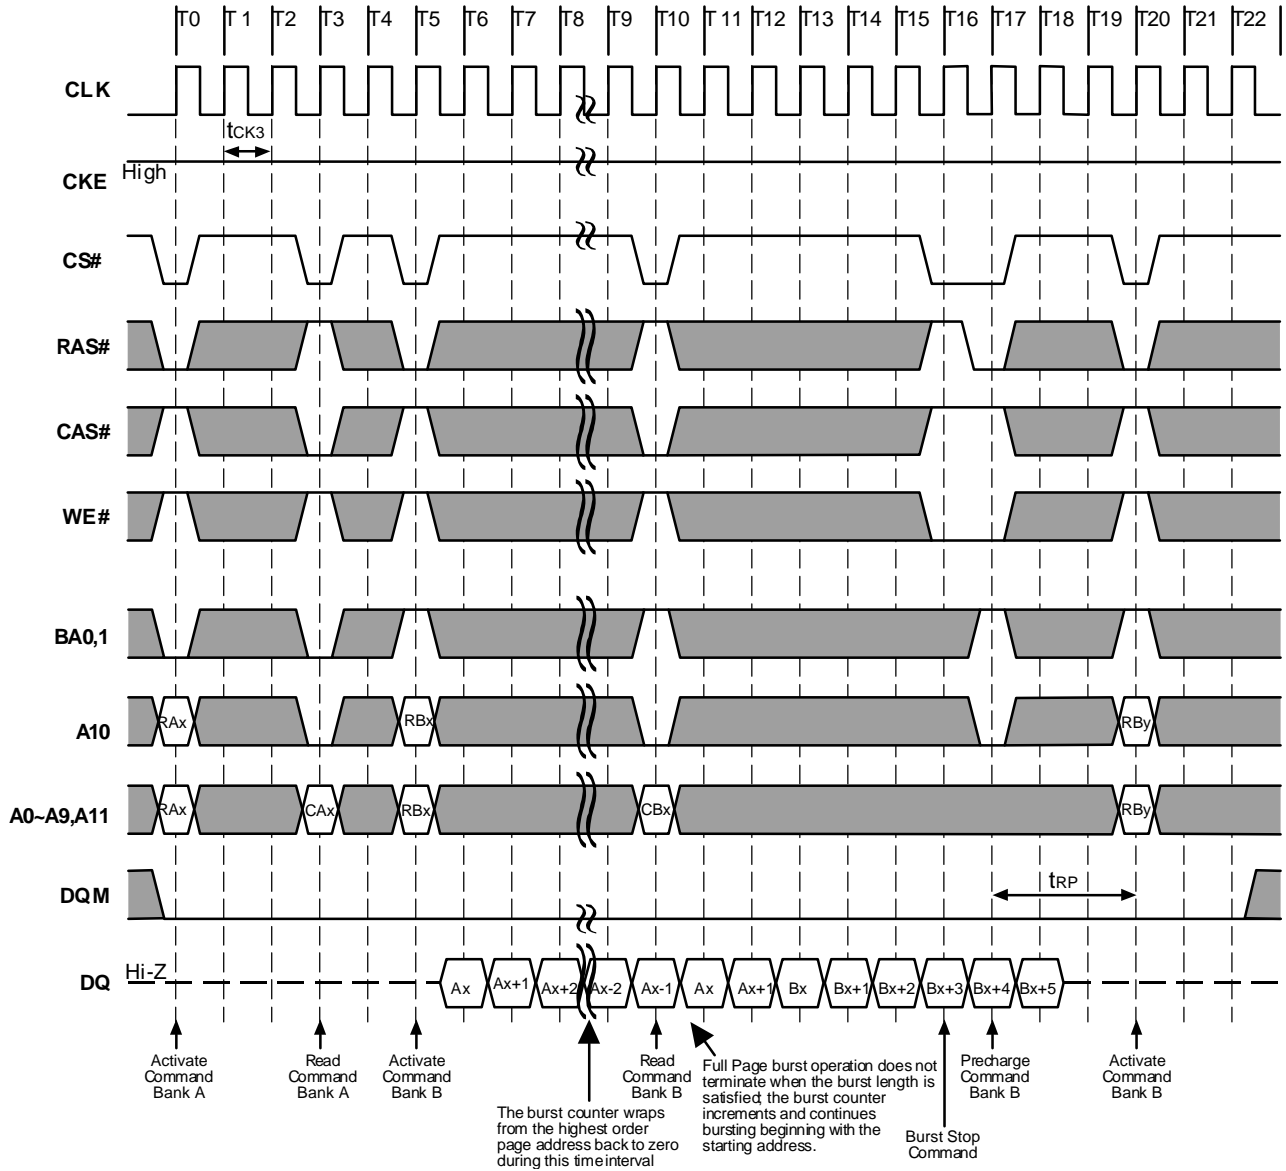 T0 T1 T2 T3 T4 T5 T6 T7 T8 T9 T10 T11 T12 T13 T14 T15 T16 T17 T18 T19 T20 T21 T22
CLK
tCK3
High
CKE
CS#
RAS#
CAS#
WE#
BA0,1
A10
RAx RBx RBy
A0~A9,A11
RAx CAx RBx CBx RBy
DQM
tRP
DQ
Hi-Z
Ax Ax+1 Ax+2 Ax-2 Ax-1 Ax Ax+1 Bx Bx+1 Bx+2 Bx+3 Bx+4 Bx+5
Activate
Command
Bank A
Read
Command
Bank A
Activate
Command
Bank B
The burst counter wraps
from the highest order
page address back to zero
during this time interval
Read
Command
Bank B
Full Page burst operation does not
terminate when the burst length is
satisfied; the burst counter
increments and continues
bursting beginning with the
starting address.
Burst Stop
Command
Precharge
Command
Bank B
Activate
Command
Bank B